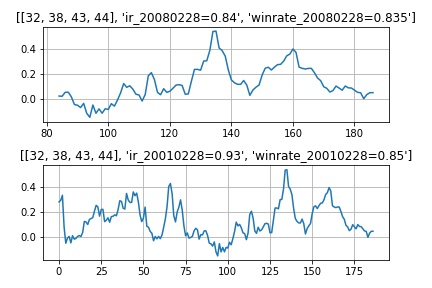 [[32, 38, 43, 44], 'ir_20080228=0.84', 'winrate_20080228=0.835']
0.4
0.2
0.0
80 100 120 140 160 180
[[32, 38, 43, 44], 'ir_20010228=0.93', 'winrate_20010228=0.85']
0.4
0.2
0.0
0 25 50 75 100 125 150 175